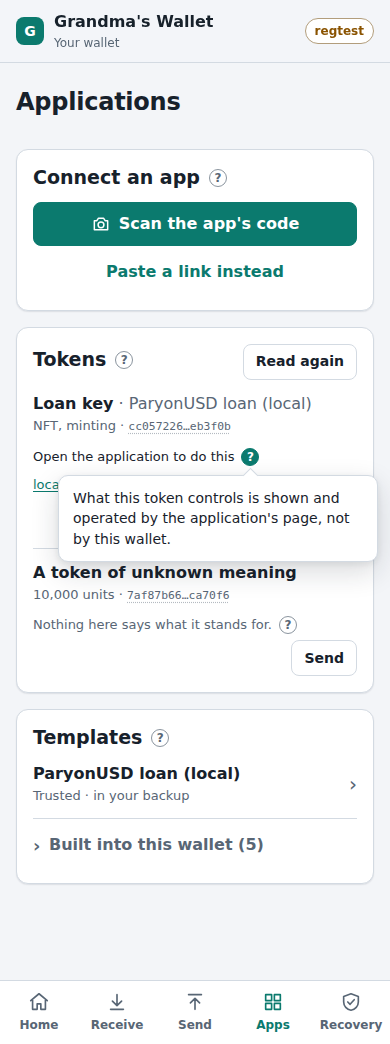 G
Grandma's Wallet
Your wallet
regtest
Applications
Connect an app ?
Scan the app's code
Paste a link instead
Tokens ?
Read again
Loan key · ParyonUSD loan (local)
NFT, minting · cc057226…eb3f0b
Open the application to do this ?
What this token controls is shown and
operated by the application's page, not
by this wallet.
A token of unknown meaning
10,000 units · 7af87b66…ca70f6
Nothing here says what it stands for. ?
Send
Templates ?
ParyonUSD loan (local)
Trusted · in your backup
›
› Built into this wallet (5)
Home
Receive
Send
Apps
Recovery